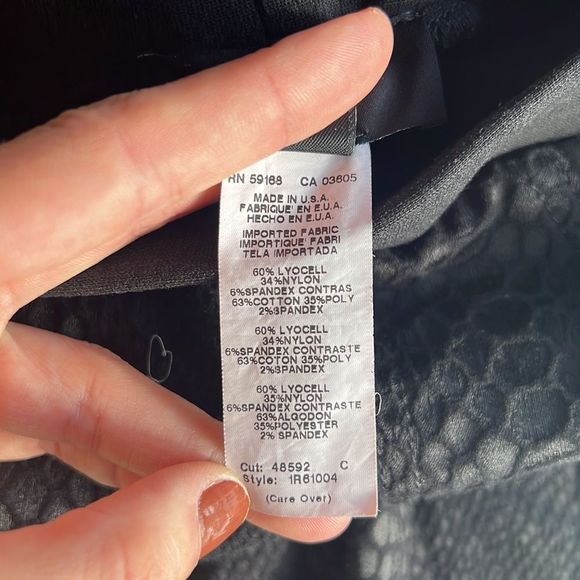 RN 59168 CA 03605
MADE IN U.S.A.
FABRIQUE' EN E.U.A.
HECHO EN E.U.A.
IMPORTED FABRIC
IMPORTIQUE' FABRI
TELA IMPORTADA
60% LYOCELL
34%NYLON
6%SPANDEX CONTRAS
63%COTTON 35%POLY
2%SPANDEX
60% LYOCELL
34%NYLON
6%SPANDEX CONTRASTE
63%COTON 35%POLY
2%SPANDEX
60% LYOCELL
35%NYLON
6%SPANDEX CONTRASTE
63%ALGODON
35%POLYESTER
2% SPANDEX
Cut: 48592 C
Style: 1R61004
(Care Over)